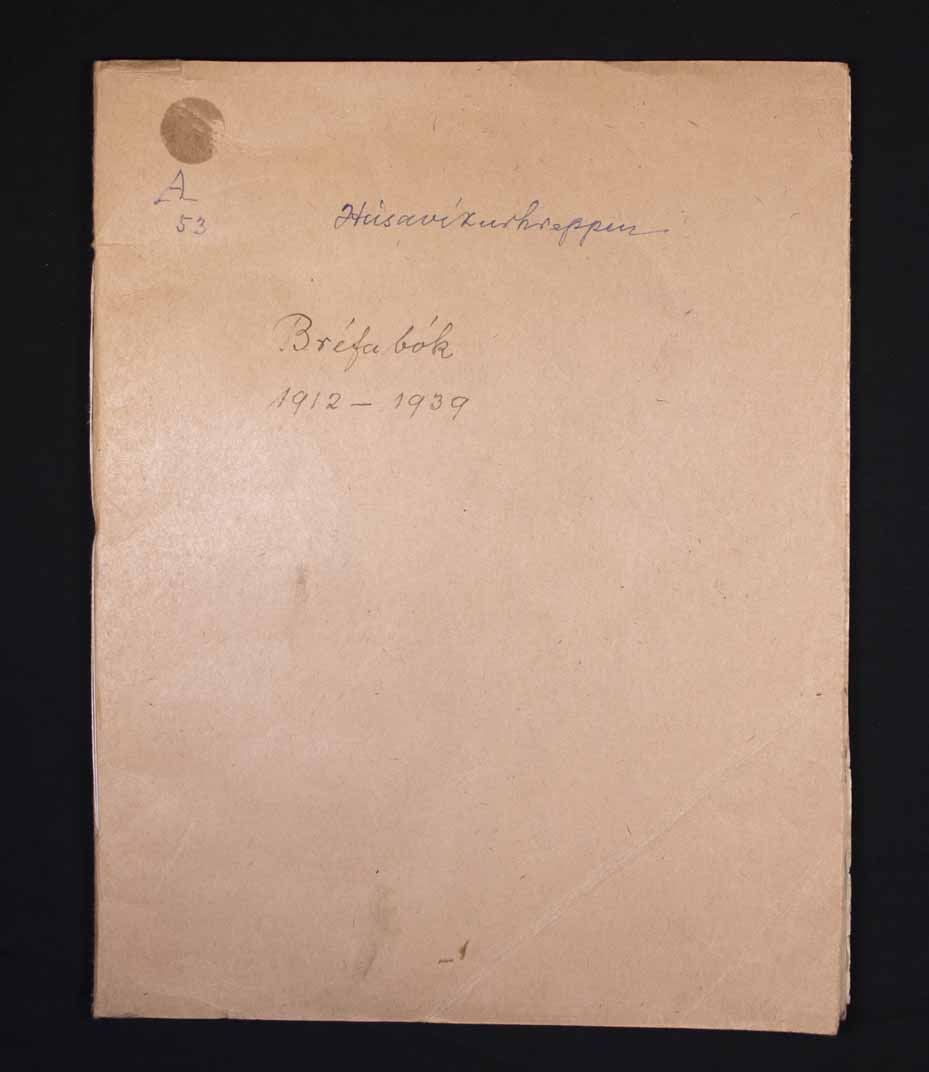 A
53
Húsavíkurhreppur
Bréfabók
1912 – 1939